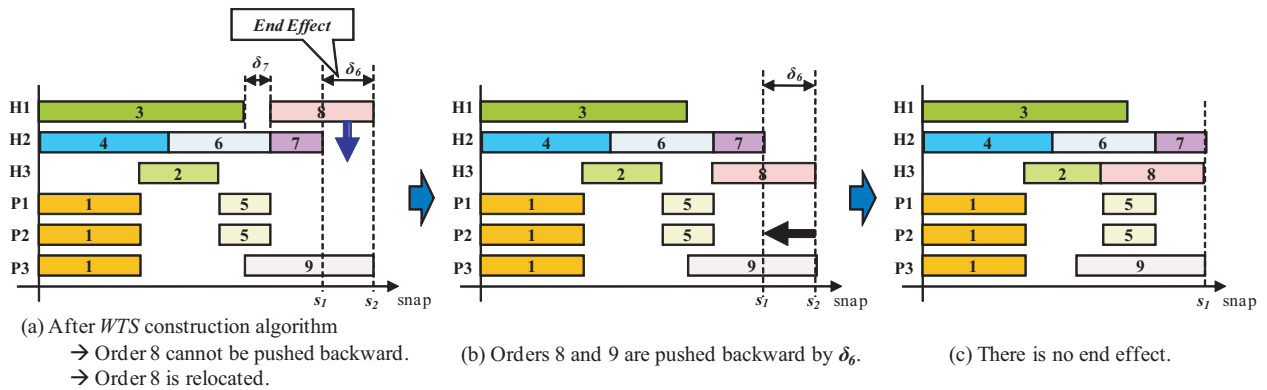 End Effect
δ7
δ6
H1
3
8
H2
4
6
7
H3
2
P1
1
5
P2
1
5
P3
1
9
s1
s2
snap
(a) After WTS construction algorithm
→ Order 8 cannot be pushed backward.
→ Order 8 is relocated.
δ6
H1
3
H2
4
6
7
H3
2
8
P1
1
5
P2
1
5
P3
1
9
s1
s2
snap
(b) Orders 8 and 9 are pushed backward by δ6.
H1
3
H2
4
6
7
H3
2
8
P1
1
5
P2
1
5
P3
1
9
s1
snap
(c) There is no end effect.